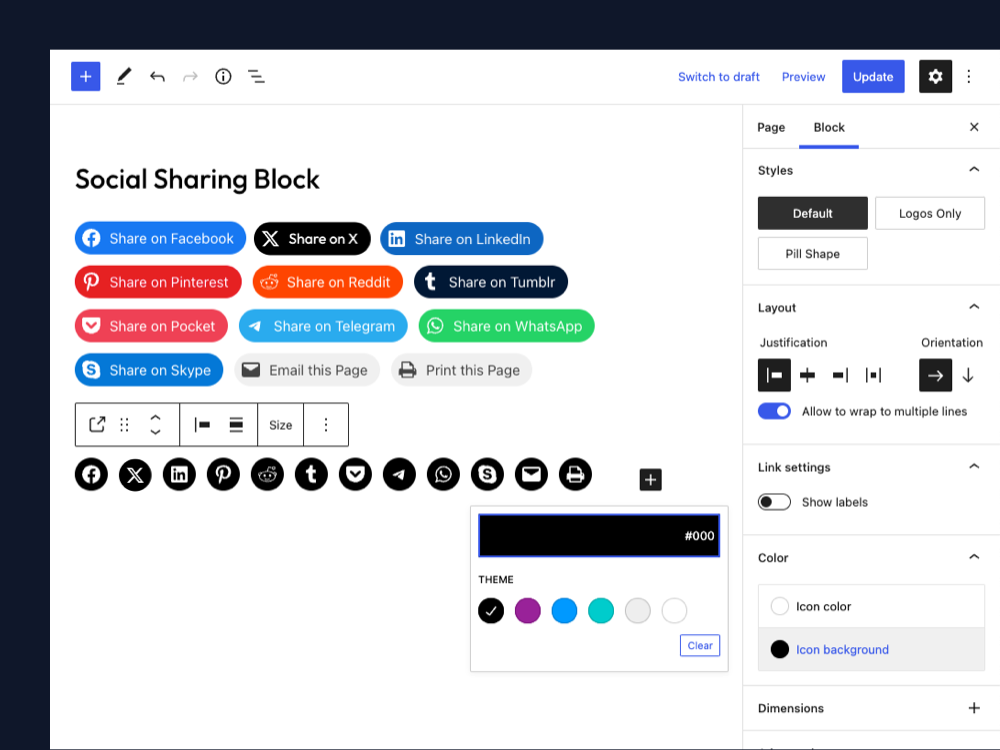 Switch to draft Preview Update
Page Block
Social Sharing Block
Styles
Default Logos Only
Pill Shape
Share on Facebook Share on X Share on LinkedIn
Share on Pinterest Share on Reddit Share on Tumblr
Share on Pocket Share on Telegram Share on WhatsApp
Share on Skype Email this Page Print this Page
Size
Layout
Justification Orientation
Allow to wrap to multiple lines
Link settings
Show labels
#000
THEME
Clear
Color
Icon color
Icon background
Dimensions